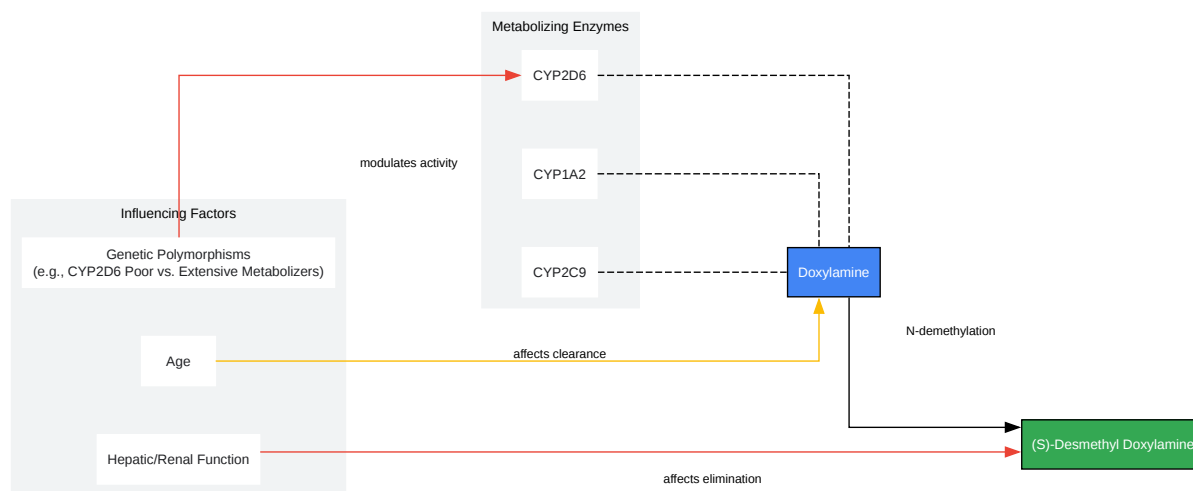 Metabolizing Enzymes
CYP2D6
modulates activity
CYP1A2
Influencing Factors
Genetic Polymorphisms
(e.g., CYP2D6 Poor vs. Extensive Metabolizers)
CYP2C9
Doxylamine
N-demethylation
affects clearance
Age
(S)-Desmethyl Doxylamine
Hepatic/Renal Function
affects elimination